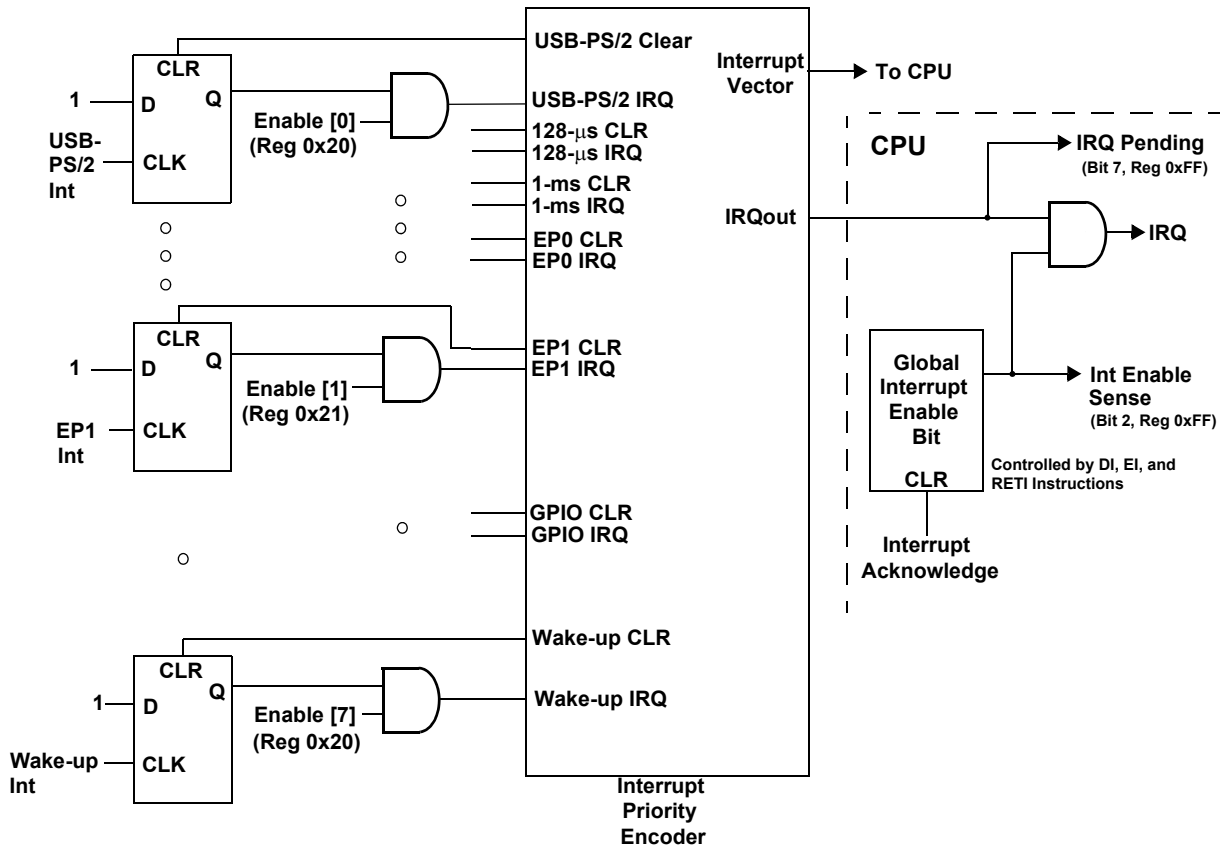 USB-PS/2 Clear
CLR
D
Q
1
USB-
PS/2
Int
CLK
Enable [0]
(Reg 0x20)
USB-PS/2 IRQ
128-μs CLR
128-μs IRQ
1-ms CLR
1-ms IRQ
EP0 CLR
EP0 IRQ
CLR
D
Q
1
EP1
Int
CLK
Enable [1]
(Reg 0x21)
EP1 CLR
EP1 IRQ
GPIO CLR
GPIO IRQ
Wake-up CLR
CLR
D
Q
1
Wake-up
Int
CLK
Enable [7]
(Reg 0x20)
Wake-up IRQ
Interrupt
Priority
Encoder
Interrupt
Vector
To CPU
CPU
IRQout
IRQ Pending
(Bit 7, Reg 0xFF)
IRQ
Global
Interrupt
Enable
Bit
CLR
Int Enable
Sense
(Bit 2, Reg 0xFF)
Controlled by DI, EI, and
RETI Instructions
Interrupt
Acknowledge